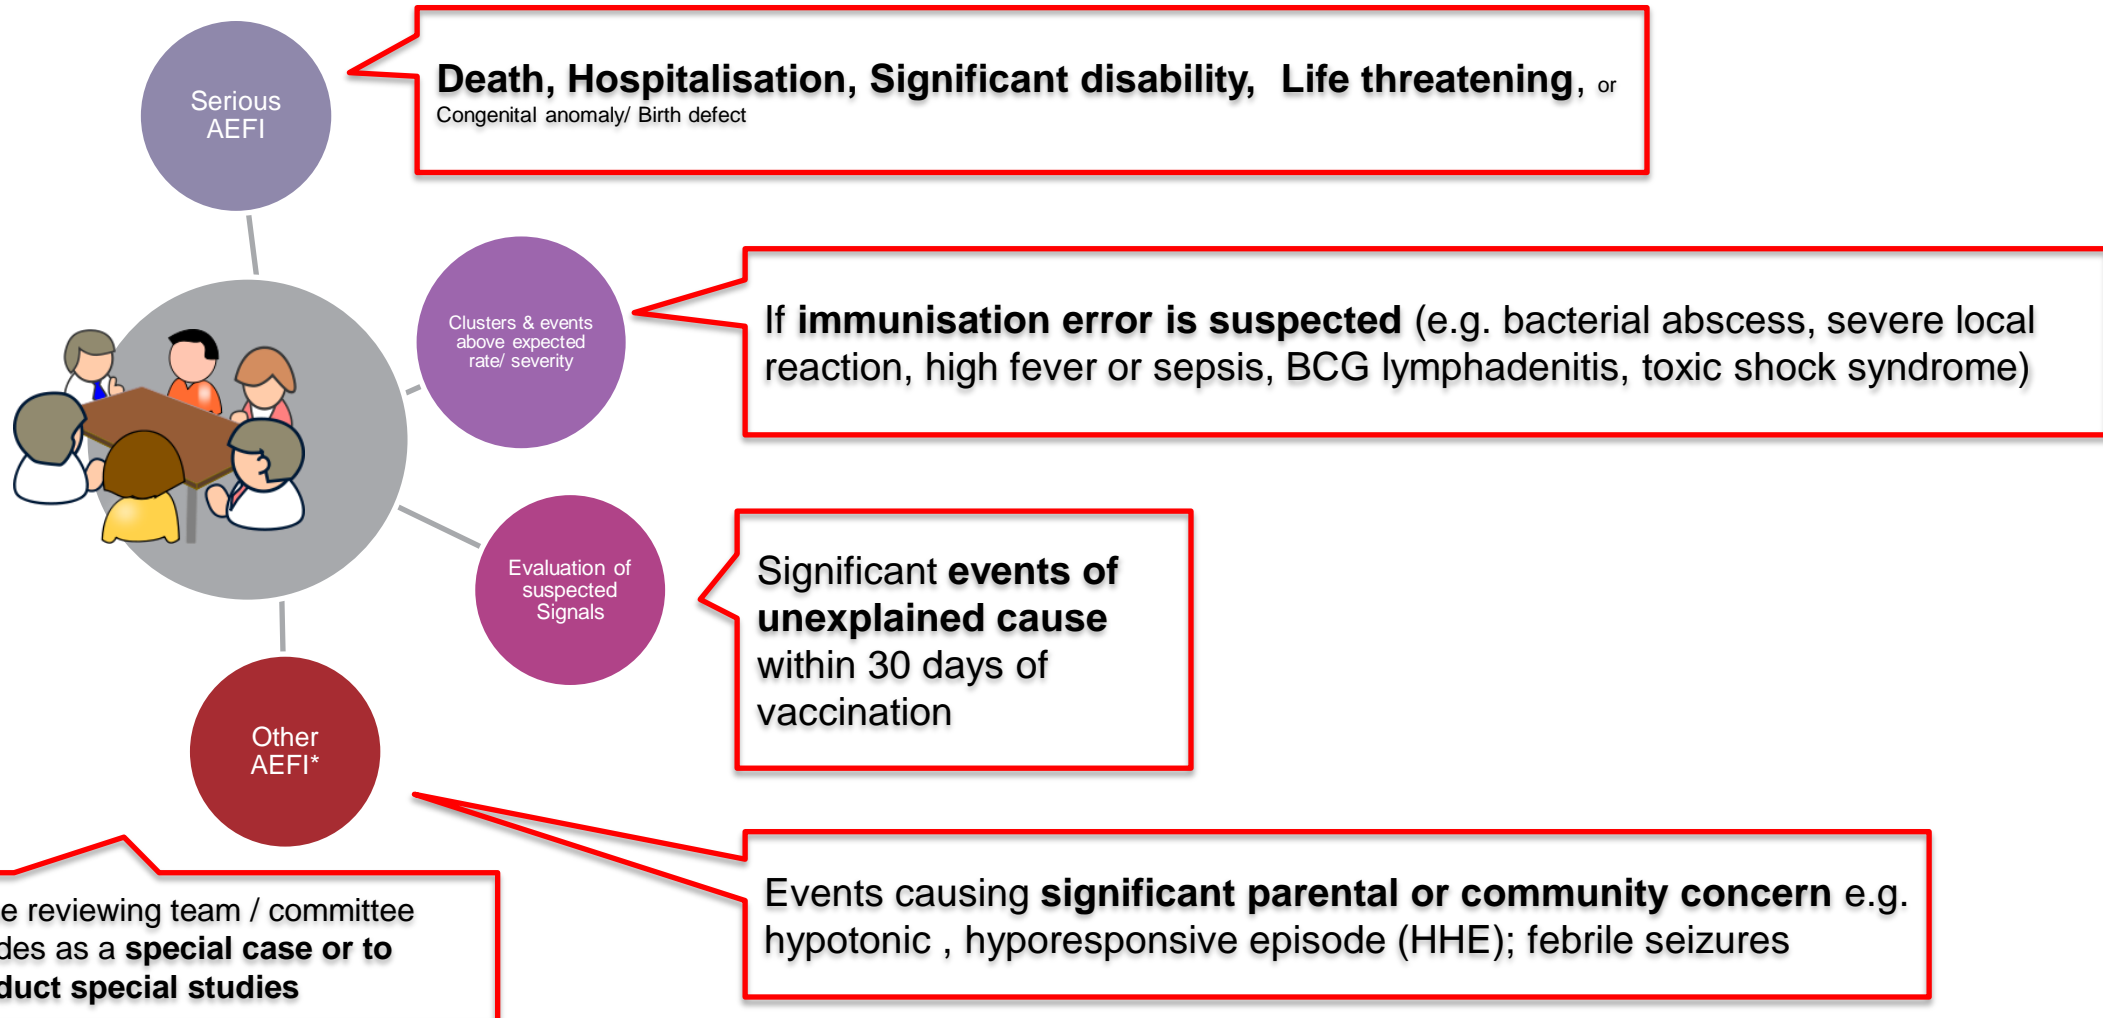 Serious
AEFI
Death, Hospitalisation, Significant disability, Life threatening, or
Congenital anomaly/ Birth defect
Clusters & events
above expected
rate/ severity
If immunisation error is suspected (e.g. bacterial abscess, severe local
reaction, high fever or sepsis, BCG lymphadenitis, toxic shock syndrome)
Evaluation of
suspected
Signals
Significant events of
unexplained cause
within 30 days of
vaccination
Other
AEFI*
Events causing significant parental or community concern e.g.
hypotonic , hyporesponsive episode (HHE); febrile seizures
reviewing team / committee
as a special case or to
special studies